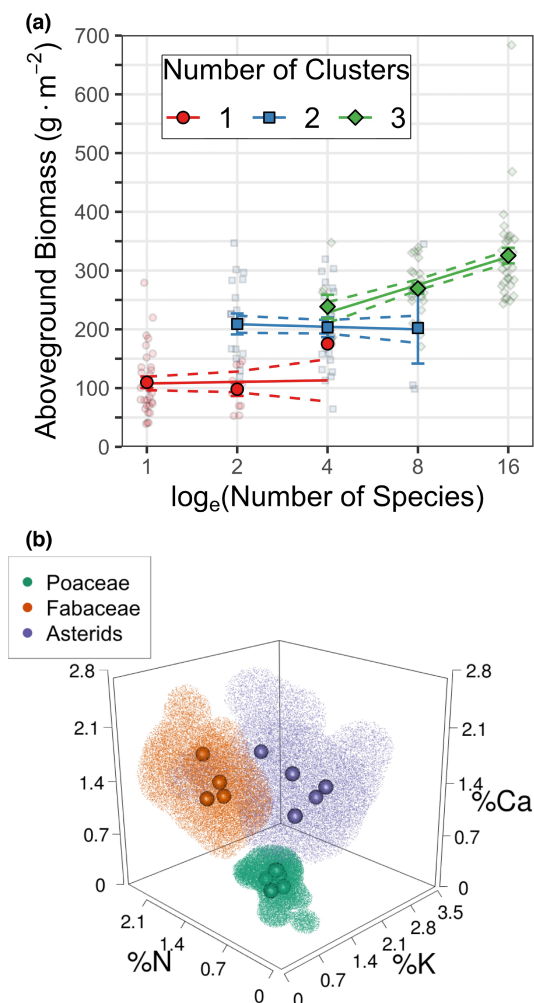 (a)
Aboveground Biomass (g · m⁻²)
700
600
500
400
300
200
100
0
Number of Clusters
1 2 3
1 2 4 8 16
logₑ(Number of Species)
(b)
Poaceae
Fabaceae
Asterids
2.8
2.1
1.4
0.7
0
2.8
2.1
1.4
0.7
0
%Ca
2.1
1.4
0.7
0
%N
3.5
2.8
2.1
1.4
0.7
0
%K